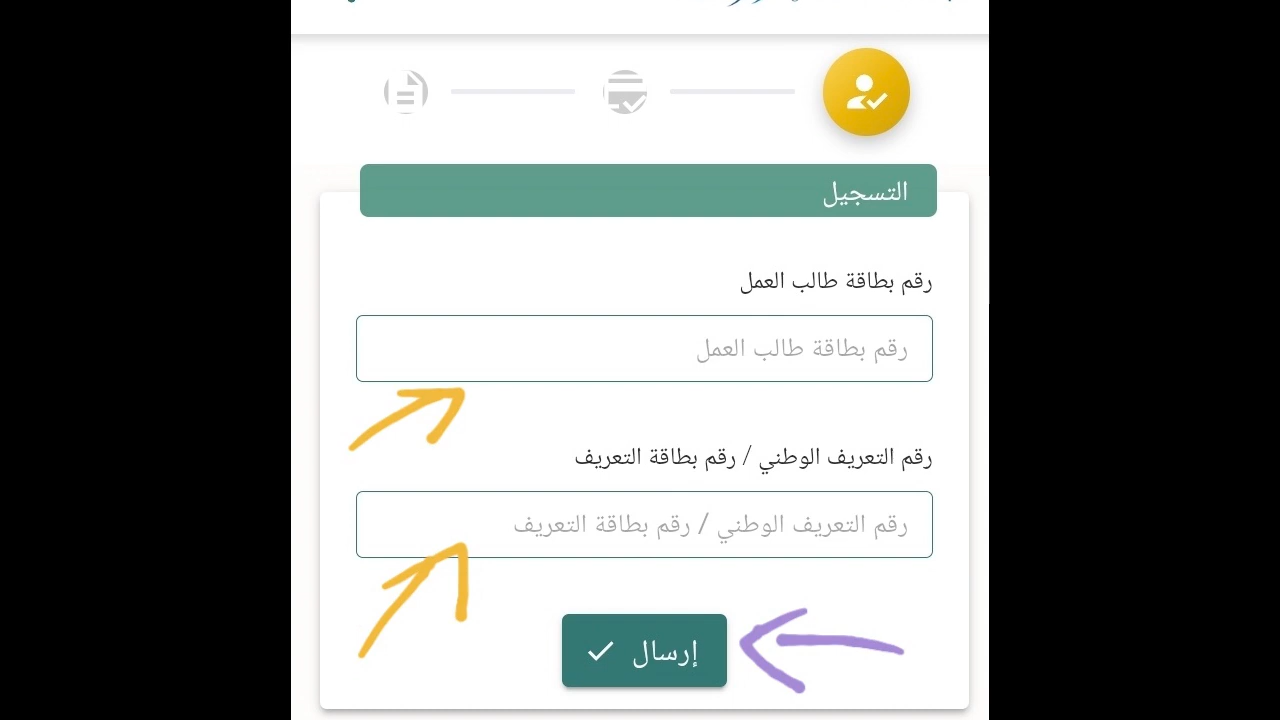 التسجيل
رقم بطاقة طالب العمل
رقم بطاقة طالب العمل
رقم التعريف الوطني / رقم بطاقة التعريف
رقم التعريف الوطني / رقم بطاقة التعريف
إرسال